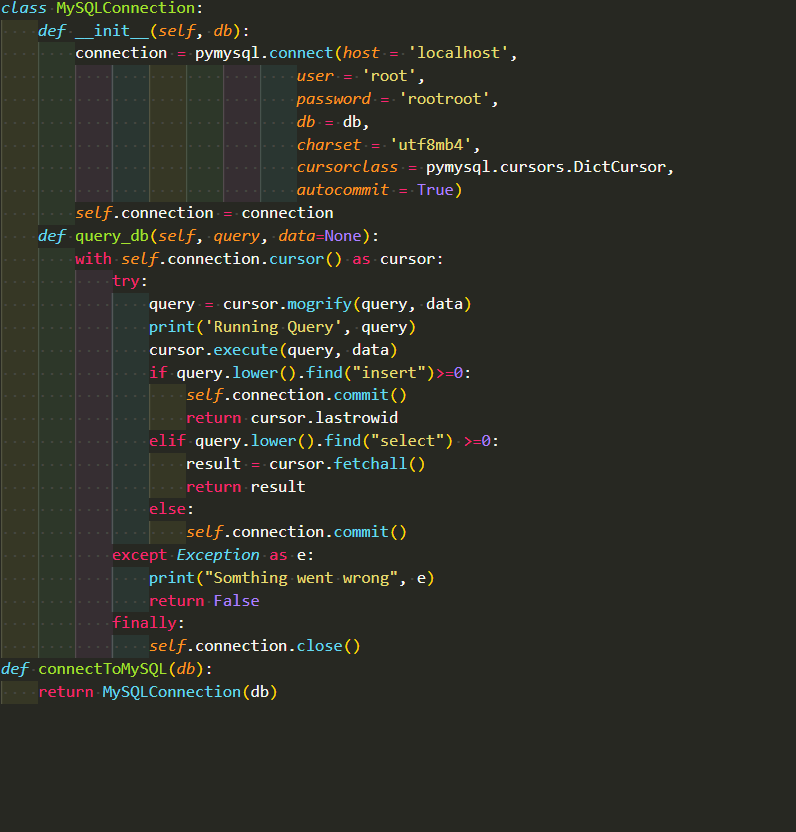 class MySQLConnection:
    def __init__(self, db):
        connection = pymysql.connect(host = 'localhost',
                                user = 'root',
                                password = 'rootroot',
                                db = db,
                                charset = 'utf8mb4',
                                cursorclass = pymysql.cursors.DictCursor,
                                autocommit = True)
        self.connection = connection
    def query_db(self, query, data=None):
        with self.connection.cursor() as cursor:
            try:
                query = cursor.mogrify(query, data)
                print('Running Query', query)
                cursor.execute(query, data)
                if query.lower().find("insert")>=0:
                    self.connection.commit()
                    return cursor.lastrowid
                elif query.lower().find("select") >=0:
                    result = cursor.fetchall()
                    return result
                else:
                    self.connection.commit()
            except Exception as e:
                print("Somthing went wrong", e)
                return False
            finally:
                self.connection.close()
def connectToMySQL(db):
    return MySQLConnection(db)